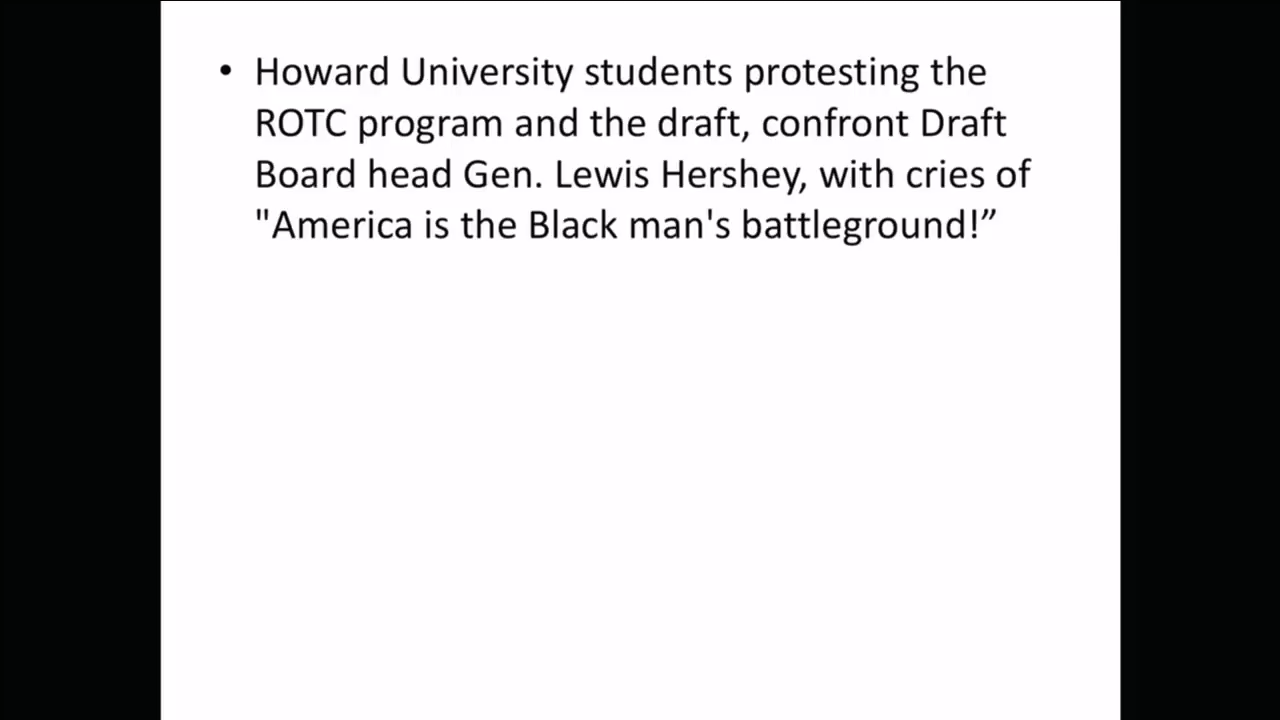 • Howard University students protesting the
ROTC program and the draft, confront Draft
Board head Gen. Lewis Hershey, with cries of
"America is the Black man's battleground!”